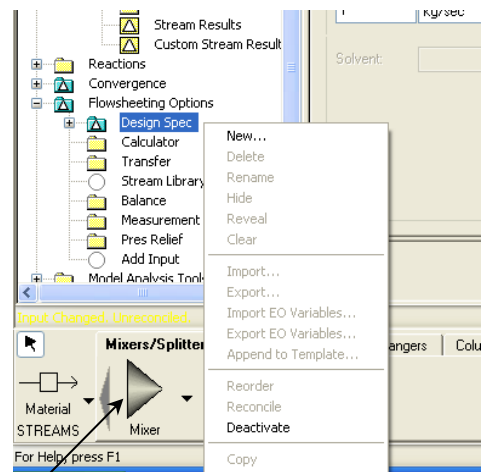 Stream Results
Custom Stream Result
Reactions
Convergence
Flowsheeting Options
Design Spec
Calculator
Transfer
Stream Library
Balance
Measurement
Pres Relief
Add Input
Model Analysis Tools
kg/sec
Solvent:
New...
Delete
Rename
Hide
Reveal
Clear
Import...
Export...
Import EO Variables...
Export EO Variables...
Append to Template...
Reorder
Reconcile
Deactivate
Copy
Input Changed. Unreconciled.
Mixers/Splitter
angers
Colu
Material
STREAMS
Mixer
For Help, press F1